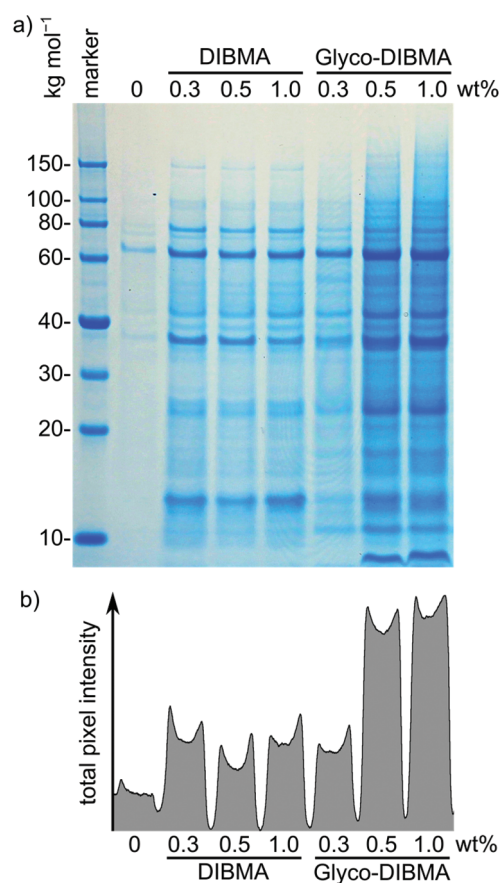 a)
kg mol⁻¹
marker
DIBMA Glyco-DIBMA
0 0.3 0.5 1.0 0.3 0.5 1.0 wt%
150-
100-
80-
60-
40-
30-
20-
10-
b)
total pixel intensity
0 0.3 0.5 1.0 0.3 0.5 1.0 wt%
DIBMA Glyco-DIBMA